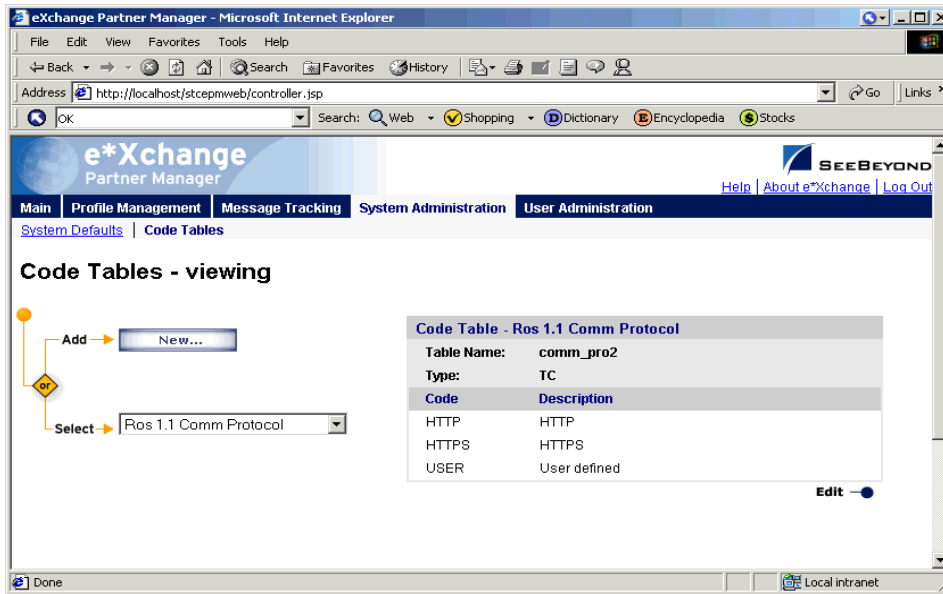 eXchange Partner Manager - Microsoft Internet Explorer
File Edit View Favorites Tools Help
Back Search Favorites History
Address http://localhost/stcepmweb/controller.jsp Go Links
OK Search: Web Shopping Dictionary Encyclopedia Stocks
e*Xchange
Partner Manager
SEEBEYOND
Help | About e*Xchange | Log Out
Main Profile Management Message Tracking System Administration User Administration
System Defaults | Code Tables
Code Tables - viewing
Add New...
or
Select Ros 1.1 Comm Protocol
Code Table - Ros 1.1 Comm Protocol
Table Name: comm_pro2
Type: TC
Code Description
HTTP HTTP
HTTPS HTTPS
USER User defined
Edit
Done Local intranet